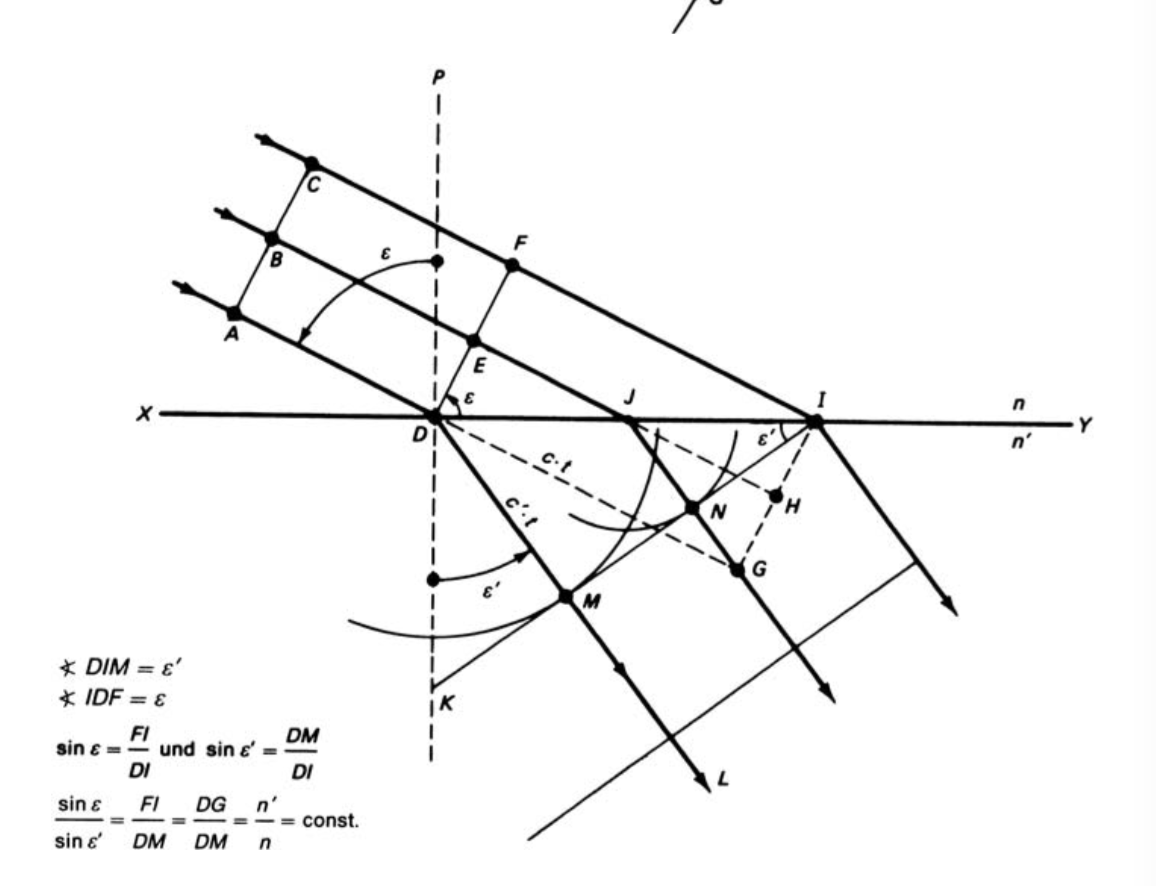 P
C
F
ε
B
A
E
ε
J
I
n
X
Y
D
ε'
n'
c·t
H
c'·t
N
G
ε'
M
∢ DIM = ε'
∢ IDF = ε
K
sin ε = FI/DI und sin ε' = DM/DI
L
sin ε/sin ε' = FI/DM = DG/DM = n'/n = const.